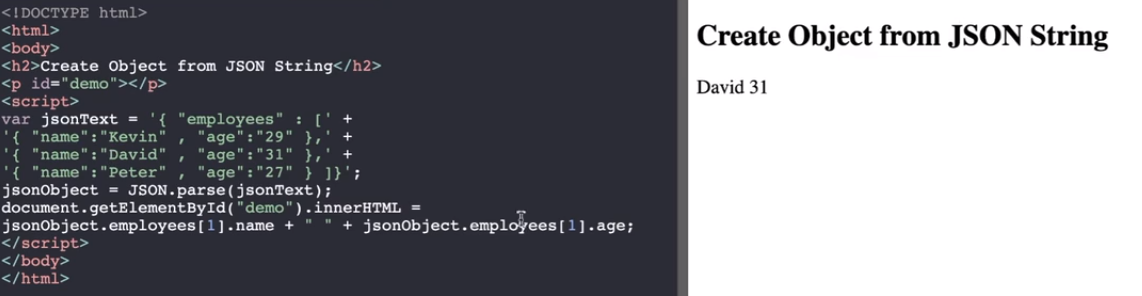 <!DOCTYPE html>
<html>
<body>
<h2>Create Object from JSON String</h2>
<p id="demo"></p>
<script>
var jsonText = '{ "employees" : [' +
'{ "name":"Kevin" , "age":"29" },' +
'{ "name":"David" , "age":"31" },' +
'{ "name":"Peter" , "age":"27" } ]}';
jsonObject = JSON.parse(jsonText);
document.getElementById("demo").innerHTML =
jsonObject.employees[1].name + " " + jsonObject.employees[1].age;
</script>
</body>
</html>
Create Object from JSON String
David 31